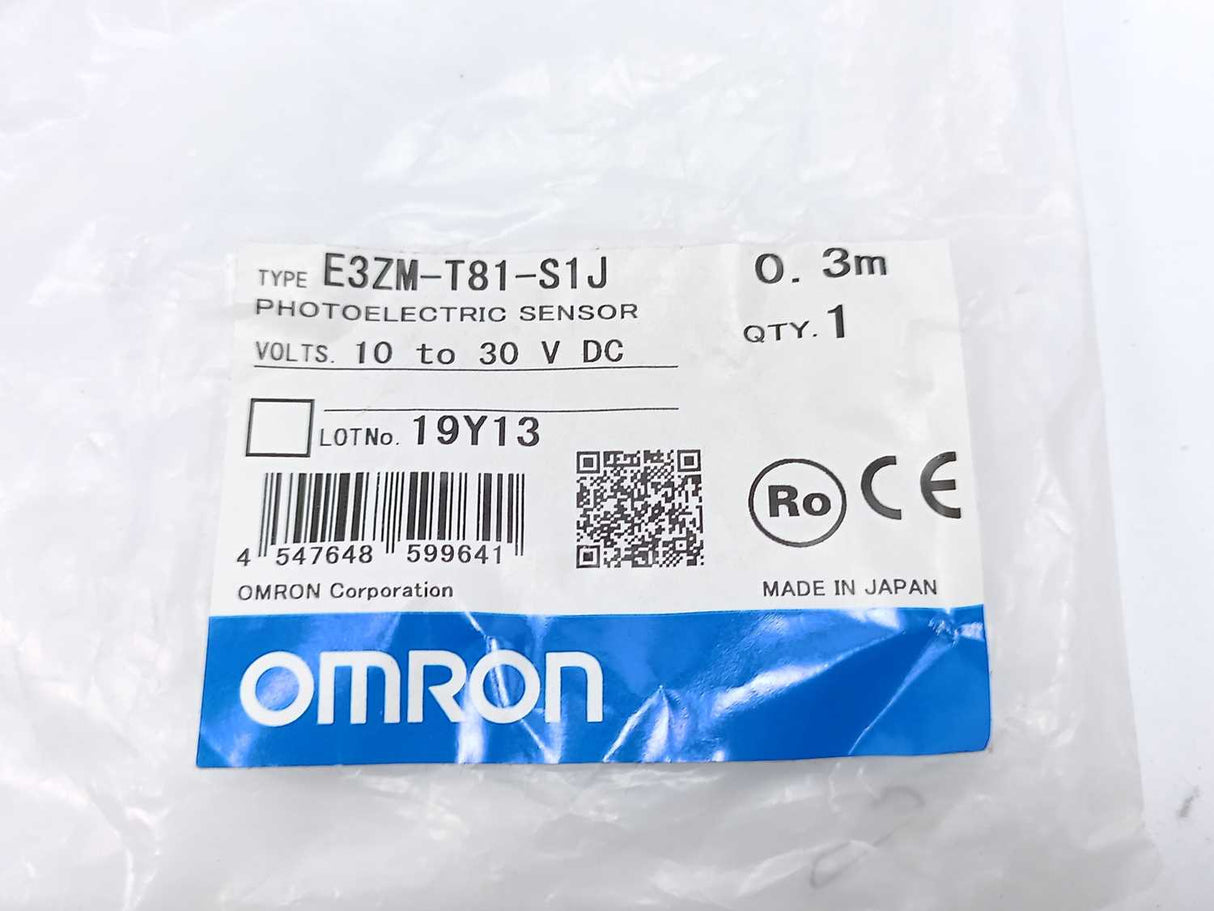 TYPE E3ZM-T81-S1J 0.3m
PHOTOELECTRIC SENSOR
QTY. 1
VOLTS. 10 to 30 V DC
LOTNo. 19Y13
Ro CE
4 547648 599641
OMRON Corporation MADE IN JAPAN
OMRON